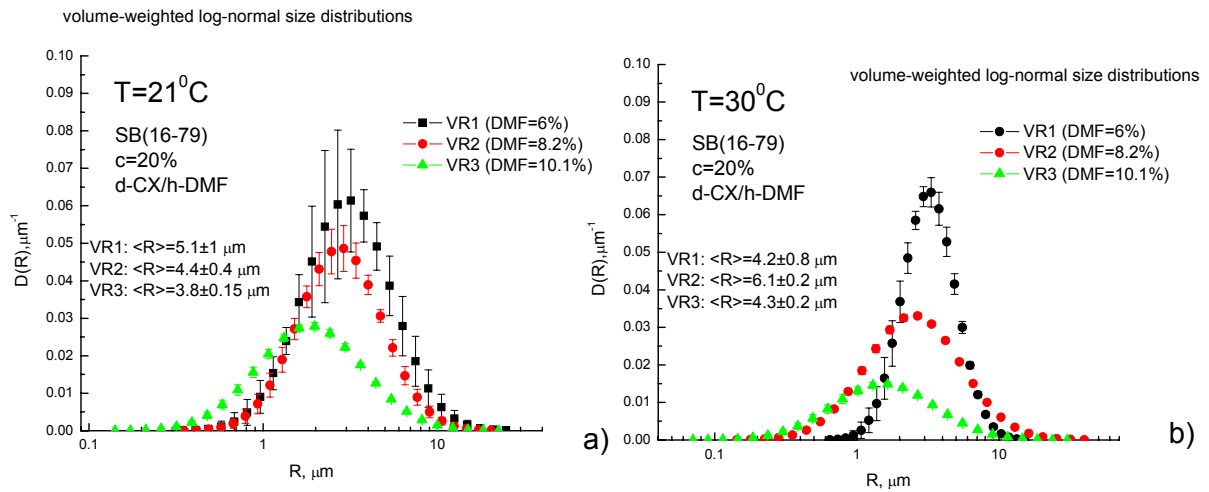 volume-weighted log-normal size distributions
0.10
0.09
0.08
0.07
0.06
0.05
0.04
0.03
0.02
0.01
0.00
D(R),μm⁻¹
T=21⁰C
SB(16-79)
c=20%
d-CX/h-DMF
VR1 (DMF=6%)
VR2 (DMF=8.2%)
VR3 (DMF=10.1%)
VR1: <R>=5.1±1 μm
VR2: <R>=4.4±0.4 μm
VR3: <R>=3.8±0.15 μm
0.1
1
10
R, μm
a)
volume-weighted log-normal size distributions
0.10
0.09
0.08
0.07
0.06
0.05
0.04
0.03
0.02
0.01
0.00
D(R),μm⁻¹
T=30⁰C
SB(16-79)
c=20%
d-CX/h-DMF
VR1 (DMF=6%)
VR2 (DMF=8.2%)
VR3 (DMF=10.1%)
VR1: <R>=4.2±0.8 μm
VR2: <R>=6.1±0.2 μm
VR3: <R>=4.3±0.2 μm
0.1
1
10
R, μm
b)